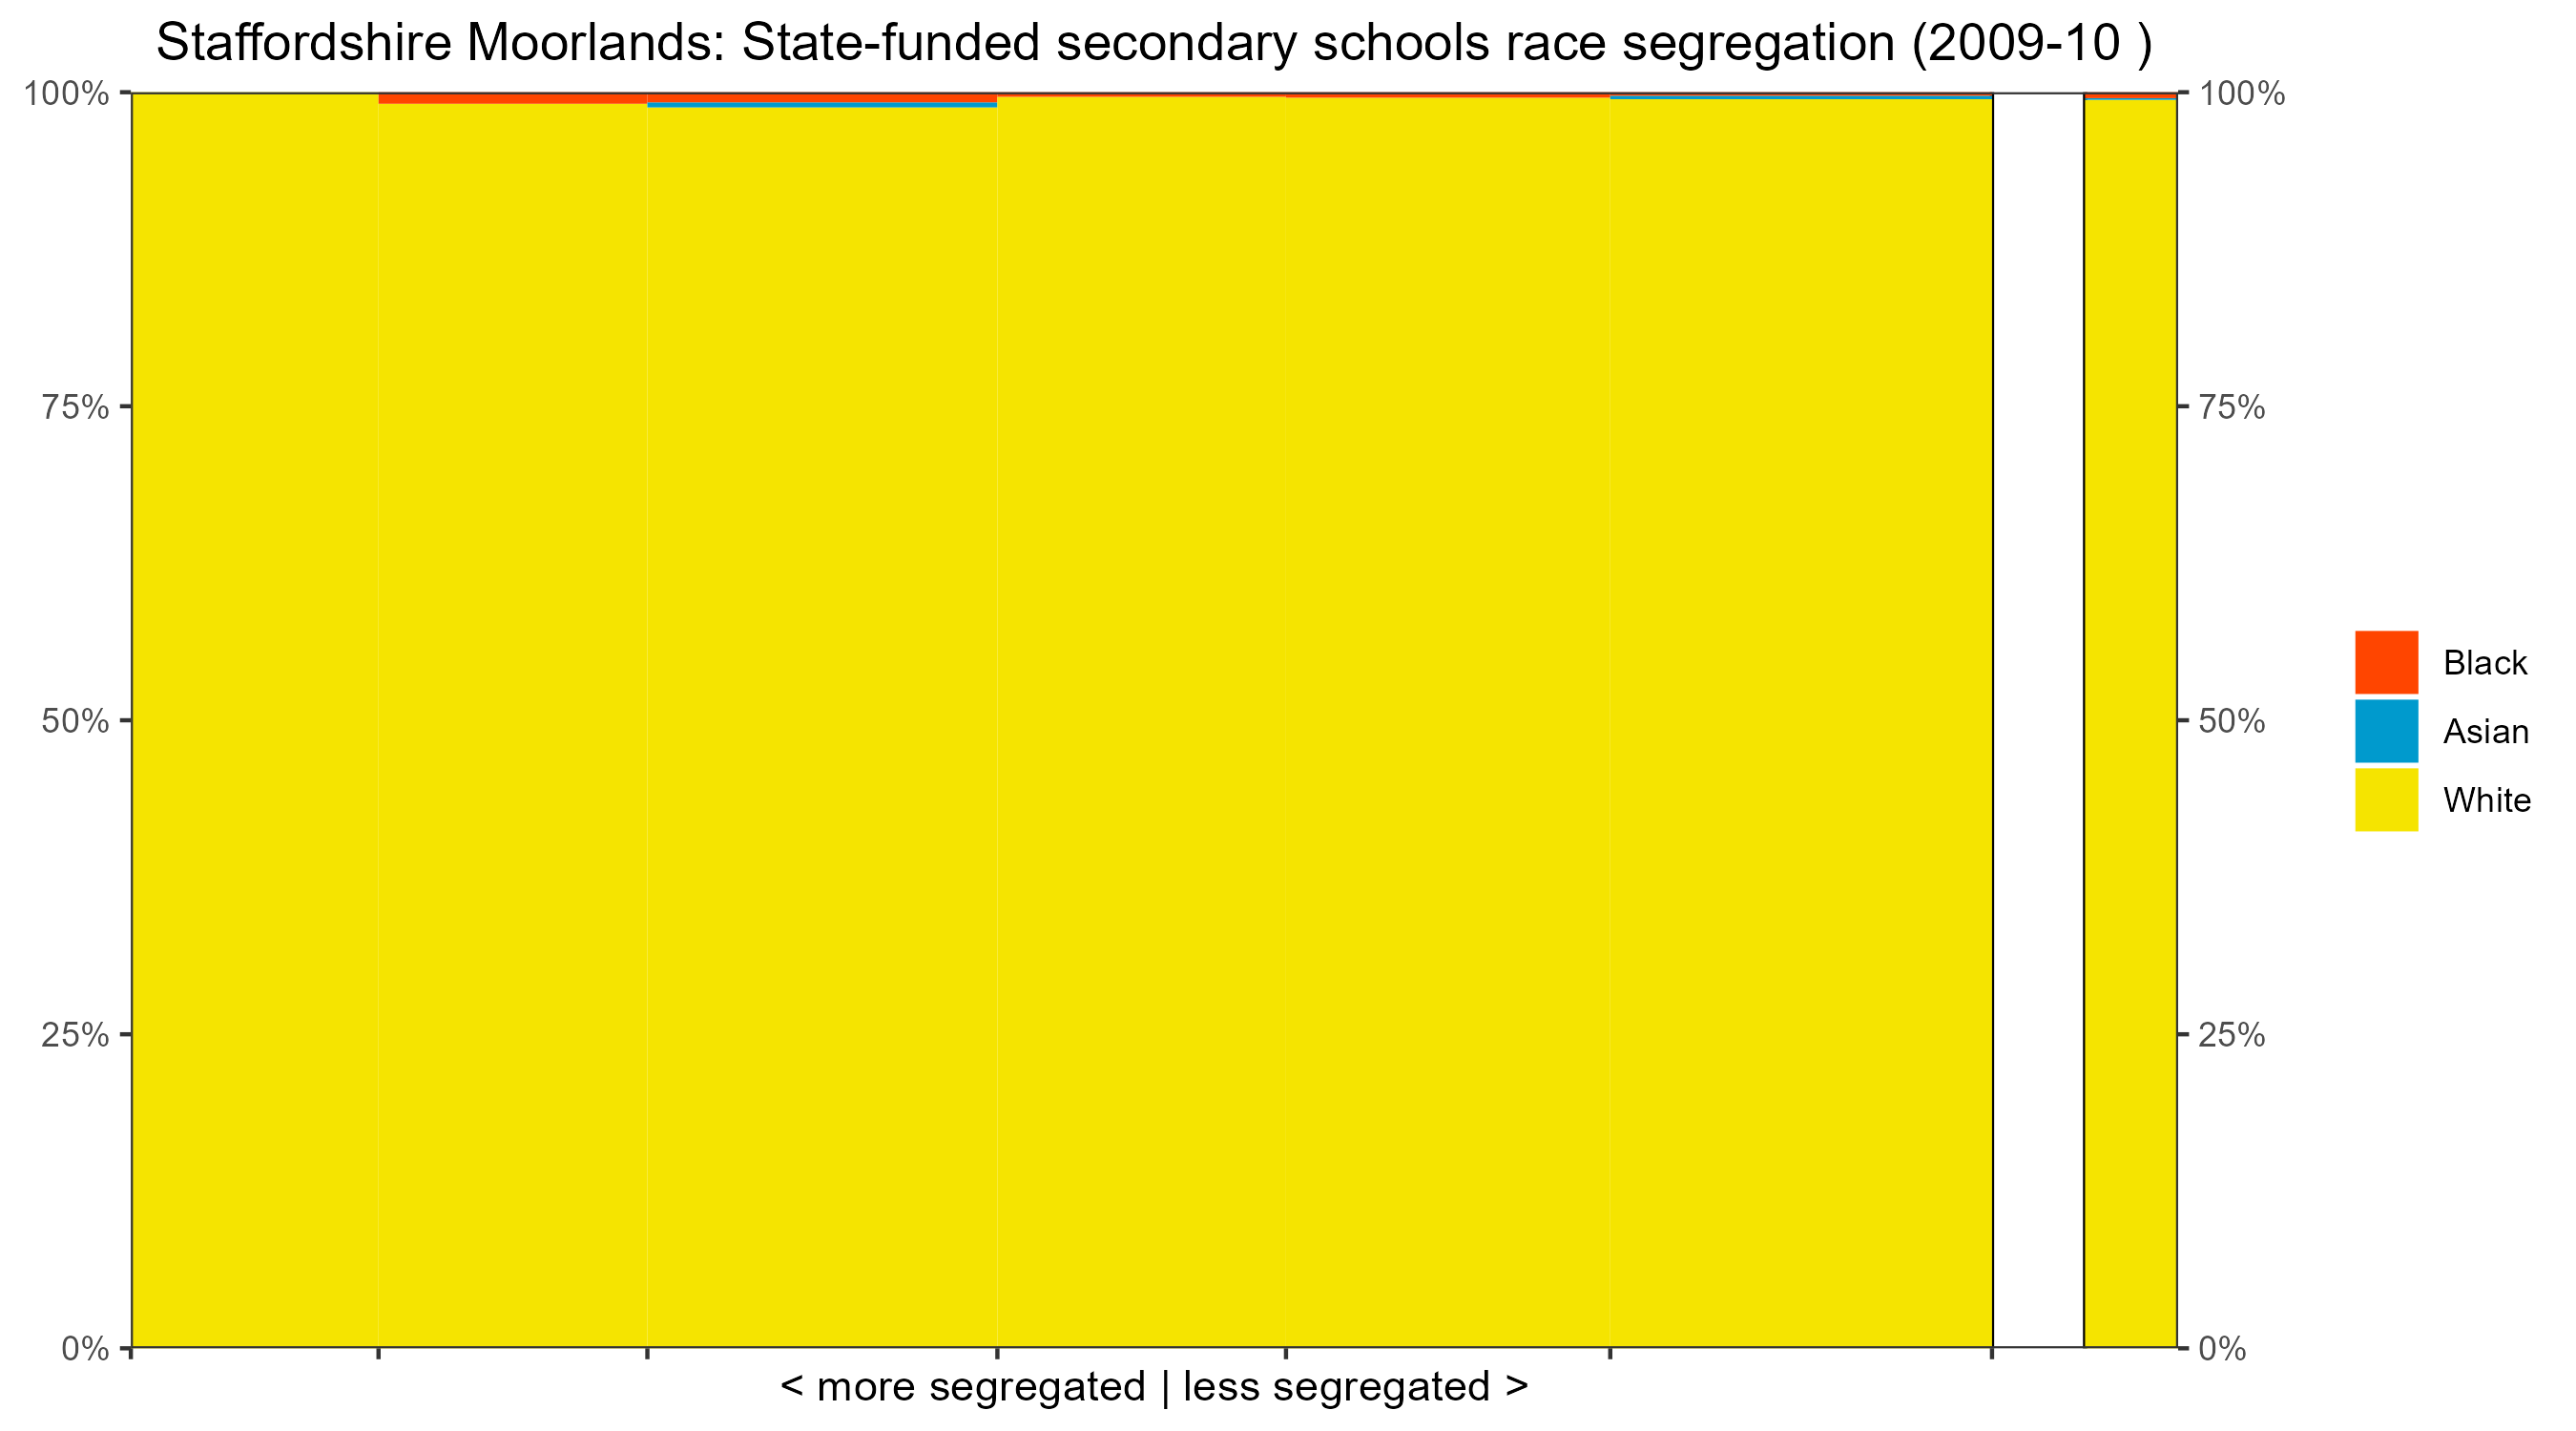 Staffordshire Moorlands: State-funded secondary schools race segregation (2009-10 )
100%
75%
50%
25%
0%
100%
75%
50%
25%
0%
Black
Asian
White
< more segregated | less segregated >